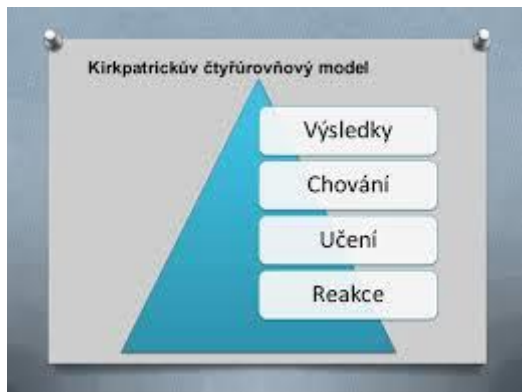 Kirkpatrickův čtyřúrovňový model
Výsledky
Chování
Učení
Reakce